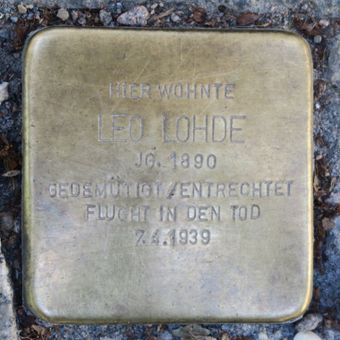 HIER WOHNTE
LEO LOHDE
JG. 1890
GEDEMÜTIGT/ENTRECHTET
FLUCHT IN DEN TOD
7.4.1939